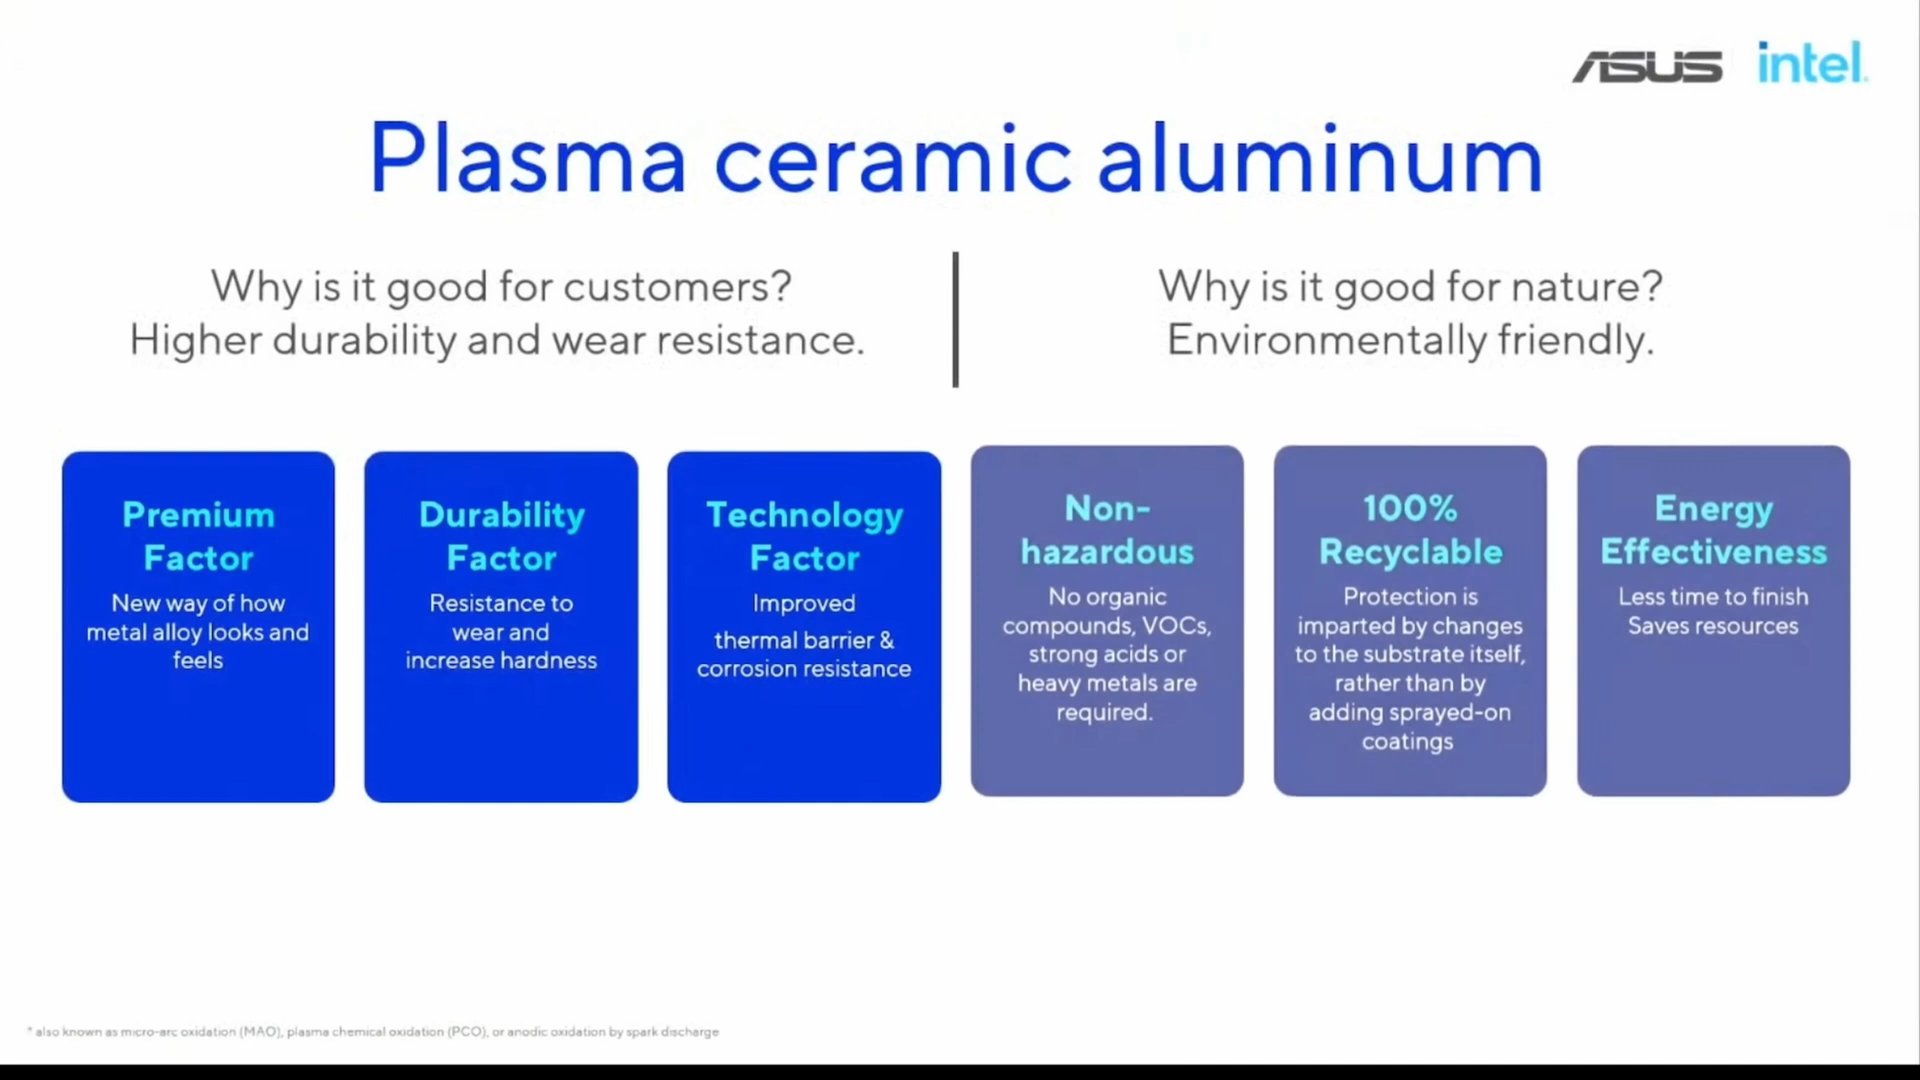 ASUS intel.
Plasma ceramic aluminum
Why is it good for customers?
Higher durability and wear resistance.
Why is it good for nature?
Environmentally friendly.
Premium
Factor
New way of how
metal alloy looks and
feels
Durability
Factor
Resistance to
wear and
increase hardness
Technology
Factor
Improved
thermal barrier &
corrosion resistance
Non-
hazardous
No organic
compounds, VOCs,
strong acids or
heavy metals are
required.
100%
Recyclable
Protection is
imparted by changes
to the substrate itself,
rather than by
adding sprayed-on
coatings
Energy
Effectiveness
Less time to finish
Saves resources
* also known as micro-arc oxidation (MAO), plasma chemical oxidation (PCO), or anodic oxidation by spark discharge